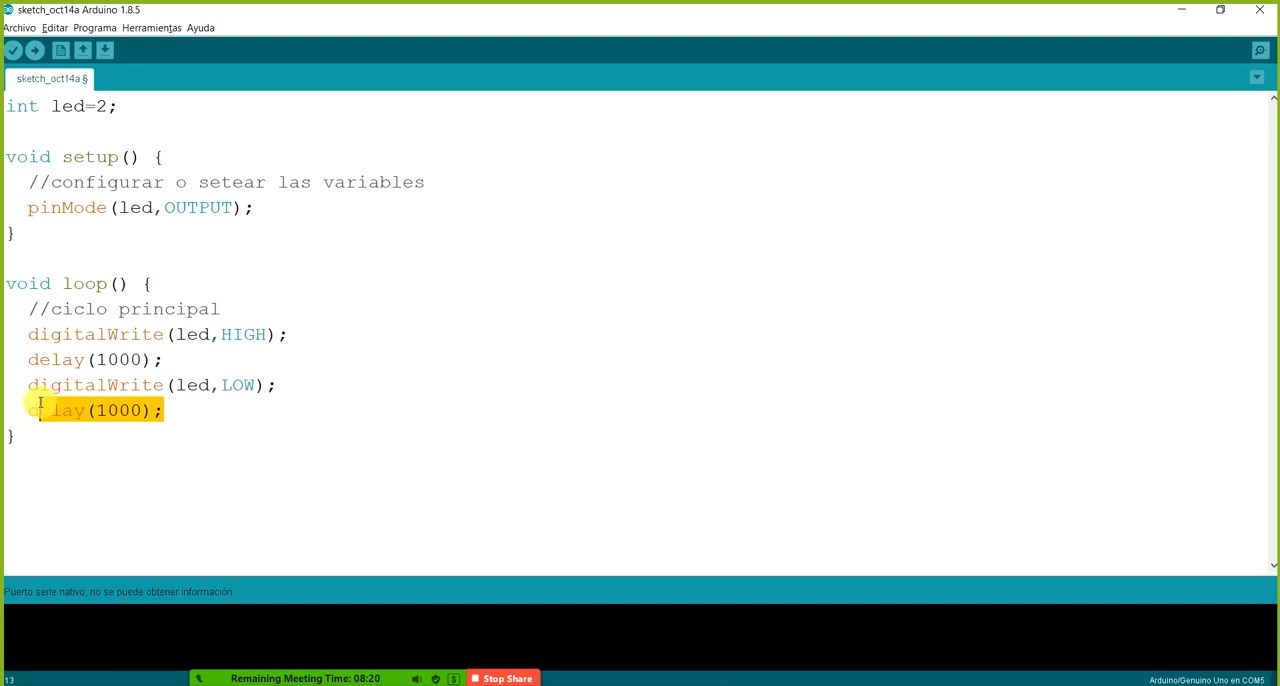 sketch_oct14a Arduino 1.8.5
Archivo Editar Programa Herramientas Ayuda
sketch_oct14a §
int led=2;
void setup() {
//configurar o setear las variables
pinMode(led,OUTPUT);
}
void loop() {
//ciclo principal
digitalWrite(led,HIGH);
delay(1000);
digitalWrite(led,LOW);
delay(1000);
}
Puerto serie nativo, no se puede obtener información
Remaining Meeting Time: 08:20
Stop Share
13
Arduino/Genuino Uno en COM5